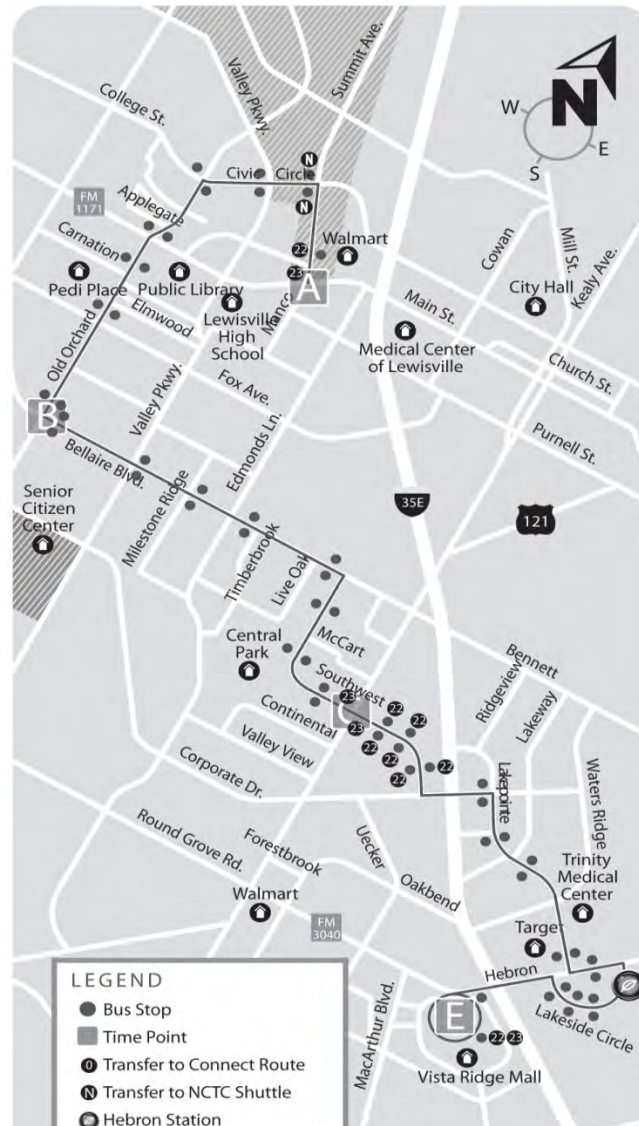 Summit Ave.
Valley Pkwy.
College St.
N
W
E
S
Civic Circle
N
N
FM
1171
Applegate
Carnation
22
Walmart
23
A
Pedi Place
Public Library
Lewisville
High
School
Elmwood
Main St.
Cowan
Mill St.
Kealy Ave.
City Hall
Medical Center
of Lewisville
Church St.
Old Orchard
Valley Pkwy.
Fox Ave.
Edmonds Ln.
Purnell St.
B
Bellaire Blvd.
Senior
Citizen
Center
Milestone Ridge
35E
121
Timberbrook
Live Oak
McCart
Central
Park
Southwest
Bennett
23
C
22
22
23
22
22
22
22
Continental
Valley View
Corporate Dr.
Ridgeview
Lakeway
Lakepointe
Waters Ridge
Round Grove Rd.
Forestbrook
Uecker
Oakbend
Trinity
Medical
Center
Walmart
FM
3040
Target
Hebron
Lakeside Circle
MacArthur Blvd.
E
22 23
Vista Ridge Mall
LEGEND
Bus Stop
Time Point
0 Transfer to Connect Route
N Transfer to NCTC Shuttle
Hebron Station